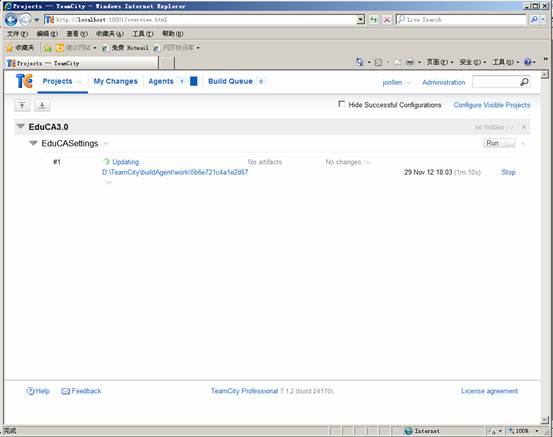 Projects -- TeamCity - Windows Internet Explorer
http://localhost:10001/overview.html
Live Search
文件(F) 编辑(E) 查看(V) 收藏夹(A) 工具(T) 帮助(H)
收藏夹 建议网站 免费 Hotmail 网页快讯库
Projects -- TeamCity
页面(P) 安全(S) 工具(O)
TC Projects My Changes Agents 1 Build Queue 0 jonllen Administration
Hide Successful Configurations Configure Visible Projects
EduCA3.0 no hidden
EduCASettings Run ...
#1 Updating No artifacts No changes
D:\TeamCity\buildAgent\work\5b6e721c4a1e2d67 29 Nov 12 18:03 (1m:10s) Stop
Help Feedback TeamCity Professional 7.1.2 (build 24170) License agreement
完成 Internet 100%